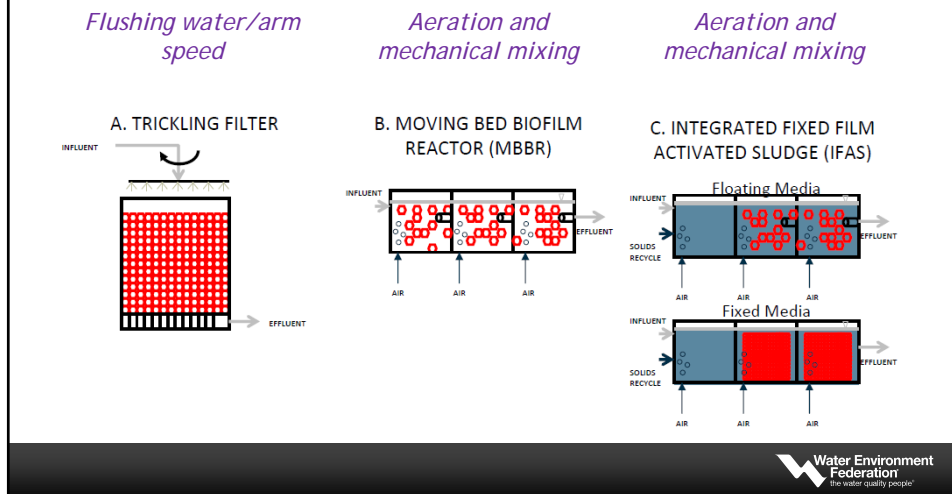 Flushing water/arm
speed
Aeration and
mechanical mixing
Aeration and
mechanical mixing
A. TRICKLING FILTER
INFLUENT
EFFLUENT
B. MOVING BED BIOFILM
REACTOR (MBBR)
INFLUENT
EFFLUENT
AIR
AIR
AIR
C. INTEGRATED FIXED FILM
ACTIVATED SLUDGE (IFAS)
Floating Media
INFLUENT
SOLIDS
RECYCLE
EFFLUENT
AIR
AIR
AIR
Fixed Media
INFLUENT
SOLIDS
RECYCLE
EFFLUENT
AIR
AIR
AIR
Water Environment
Federation
the water quality people®